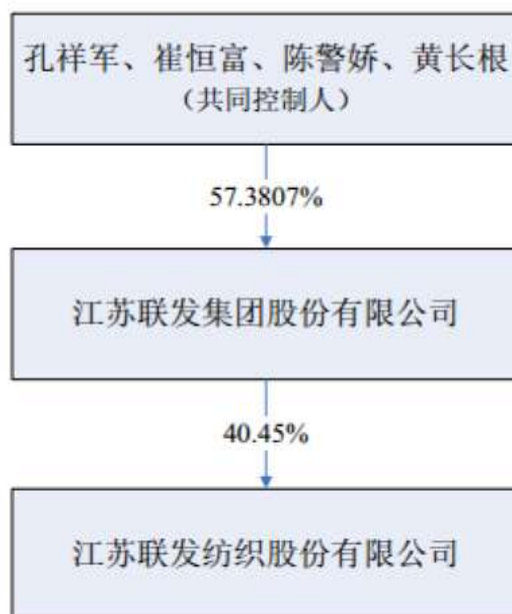 孔祥军、崔恒富、陈警娇、黄长根
（共同控制人）
57.3807%
江苏联发集团股份有限公司
40.45%
江苏联发纺织股份有限公司